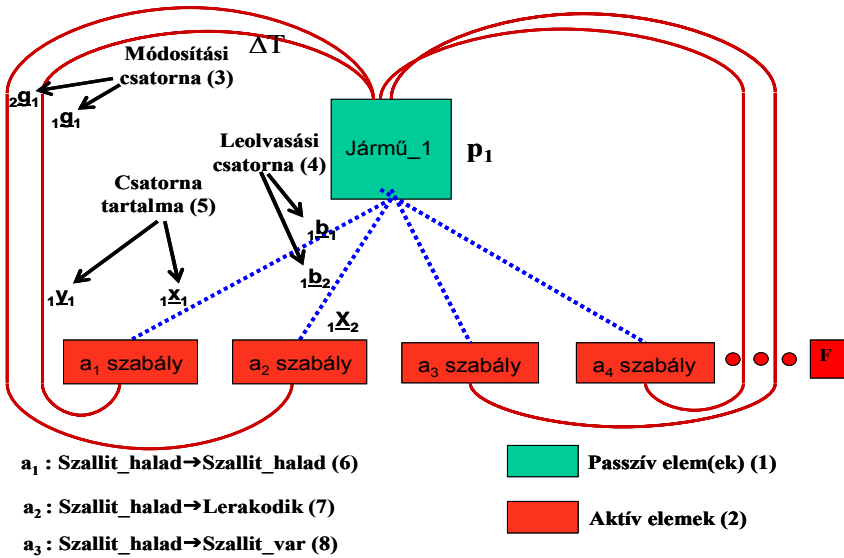 ΔT
Módosítási
csatorna (3)
₂g₁
₁g₁
Jármű_1
p₁
Leolvasási
csatorna (4)
Csatorna
tartalma (5)
₁b₁
₁b₂
₁y₁
₁x₁
₁X₂
a₁ szabály
a₂ szabály
a₃ szabály
a₄ szabály
F
a₁ : Szallit_halad→Szallit_halad (6)
a₂ : Szallit_halad→Lerakodik (7)
a₃ : Szallit_halad→Szallit_var (8)
Passzív elem(ek) (1)
Aktív elemek (2)